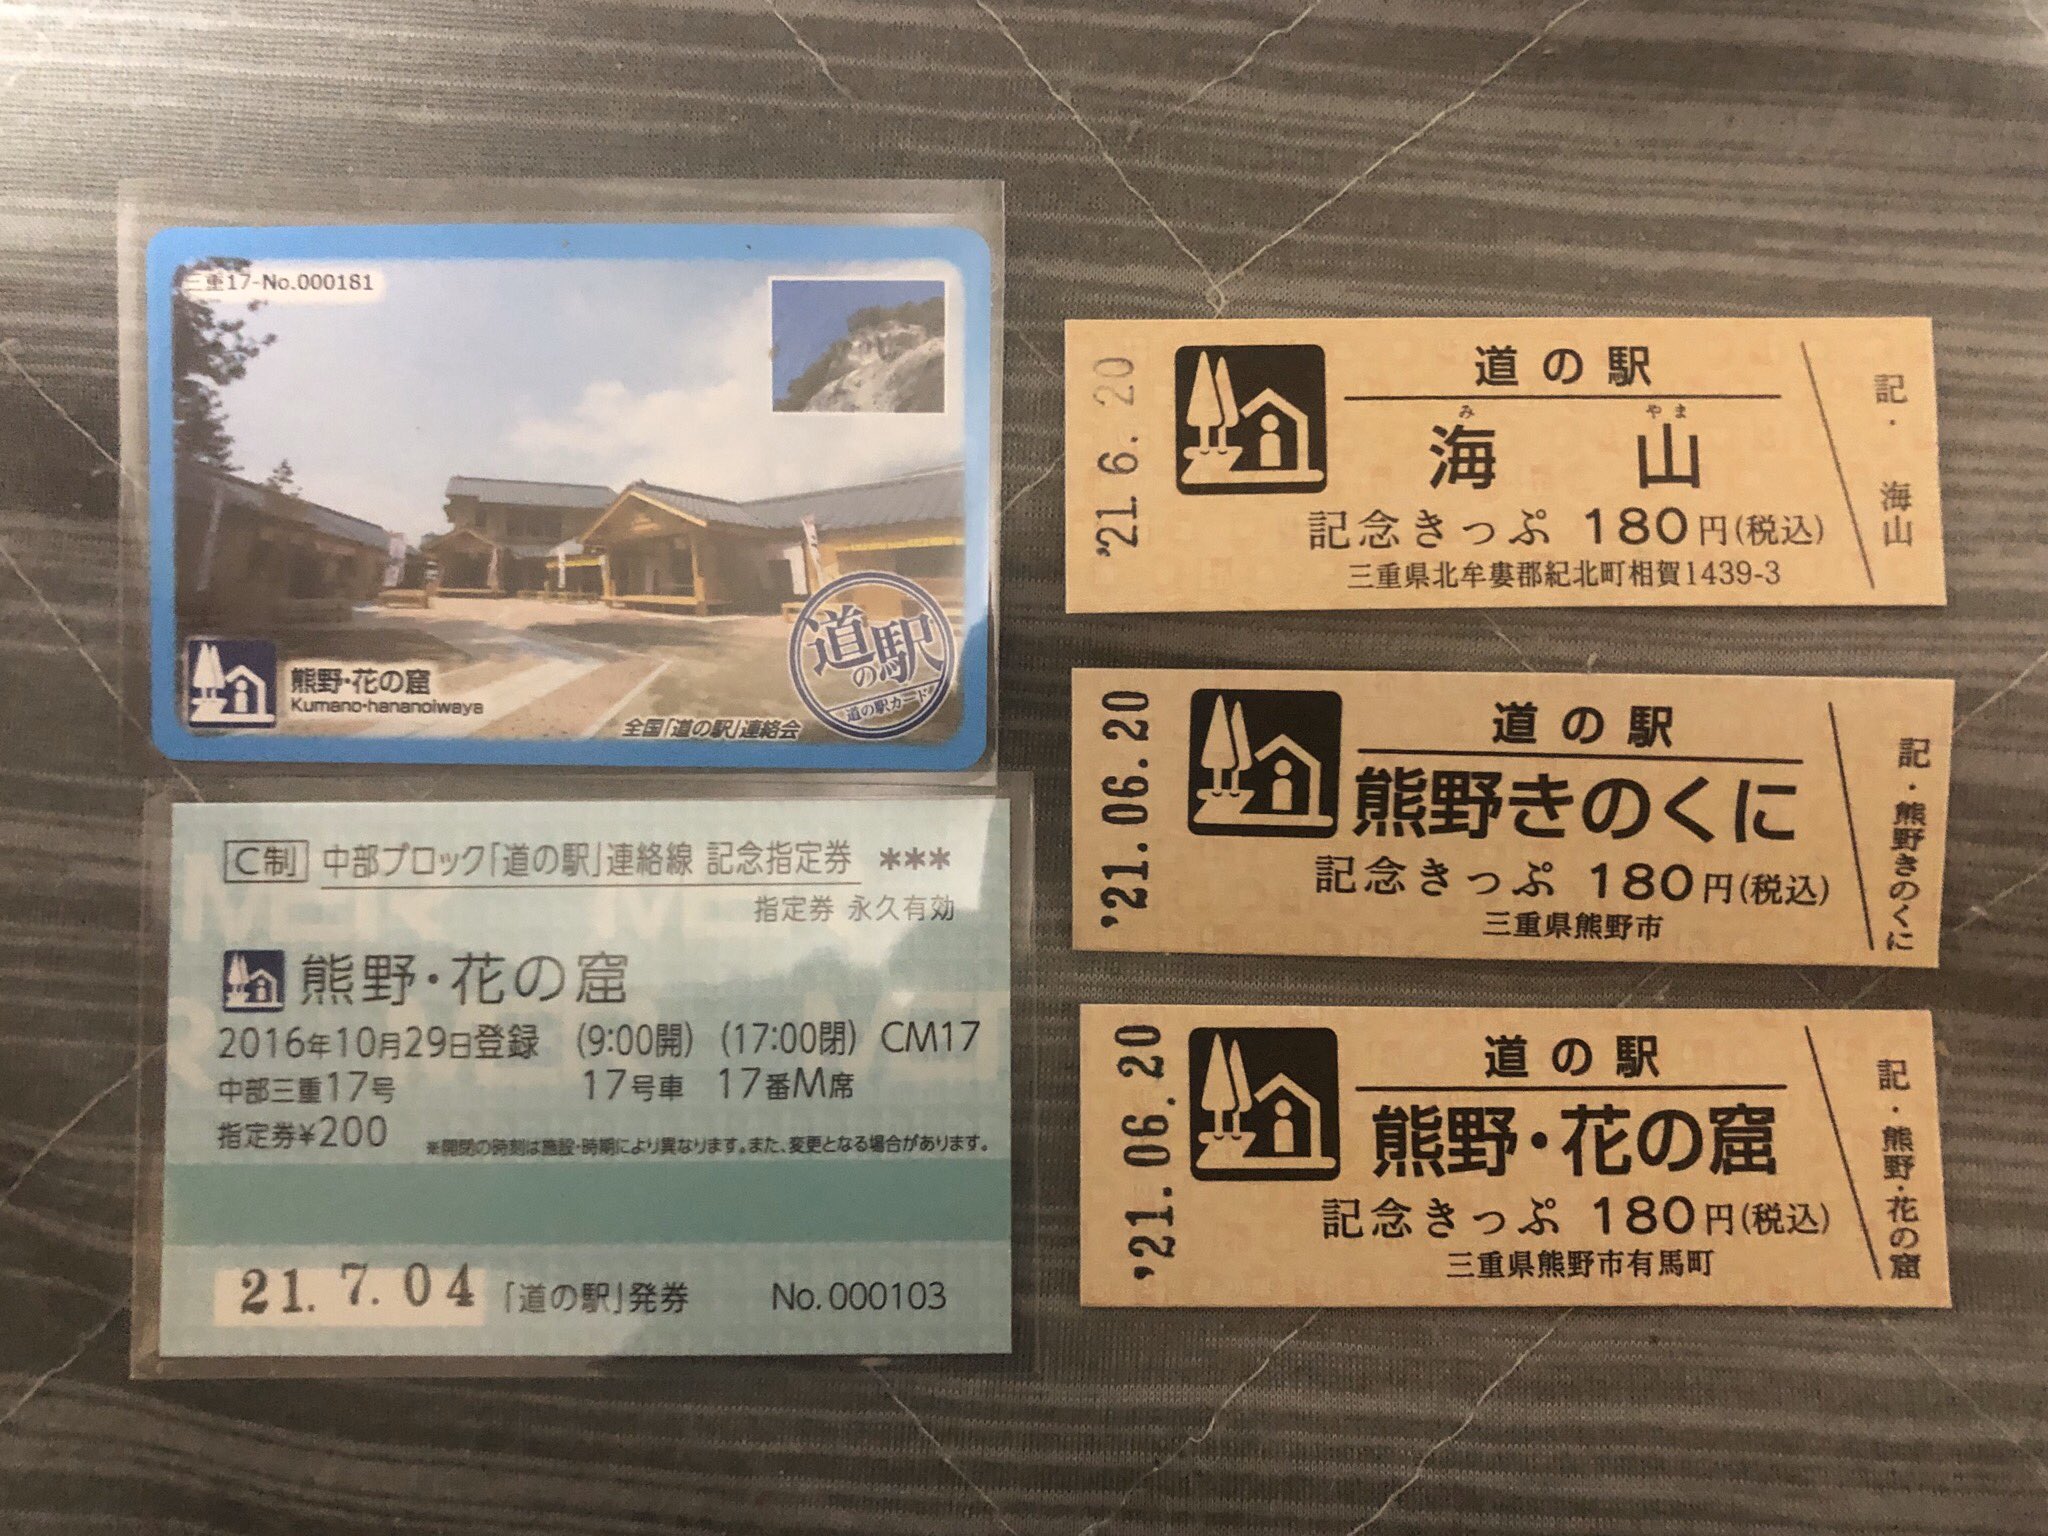 三重17-No.000181
熊野・花の窟
Kumano-hananoiwaya
全国「道の駅」連絡会
道の駅
道の駅カード
C制 中部ブロック「道の駅」連絡線 記念指定券 ***
指定券 永久有効
熊野・花の窟
2016年10月29日登録 (9:00開) (17:00閉) CM17
中部三重17号 17号車 17番M席
指定券¥200 ※開閉の時刻は施設・時期により異なります。また、変更となる場合があります。
21.7.04 「道の駅」発券 No.000103
'21.6.20
道の駅
み やま
海山
記念きっぷ 180円(税込)
三重県北牟婁郡紀北町相賀1439-3
記・海山
'21.06.20
道の駅
熊野きのくに
記念きっぷ 180円(税込)
三重県熊野市
記・熊野きのくに
'21.06.20
道の駅
熊野・花の窟
記念きっぷ 180円(税込)
三重県熊野市有馬町
記・熊野・花の窟